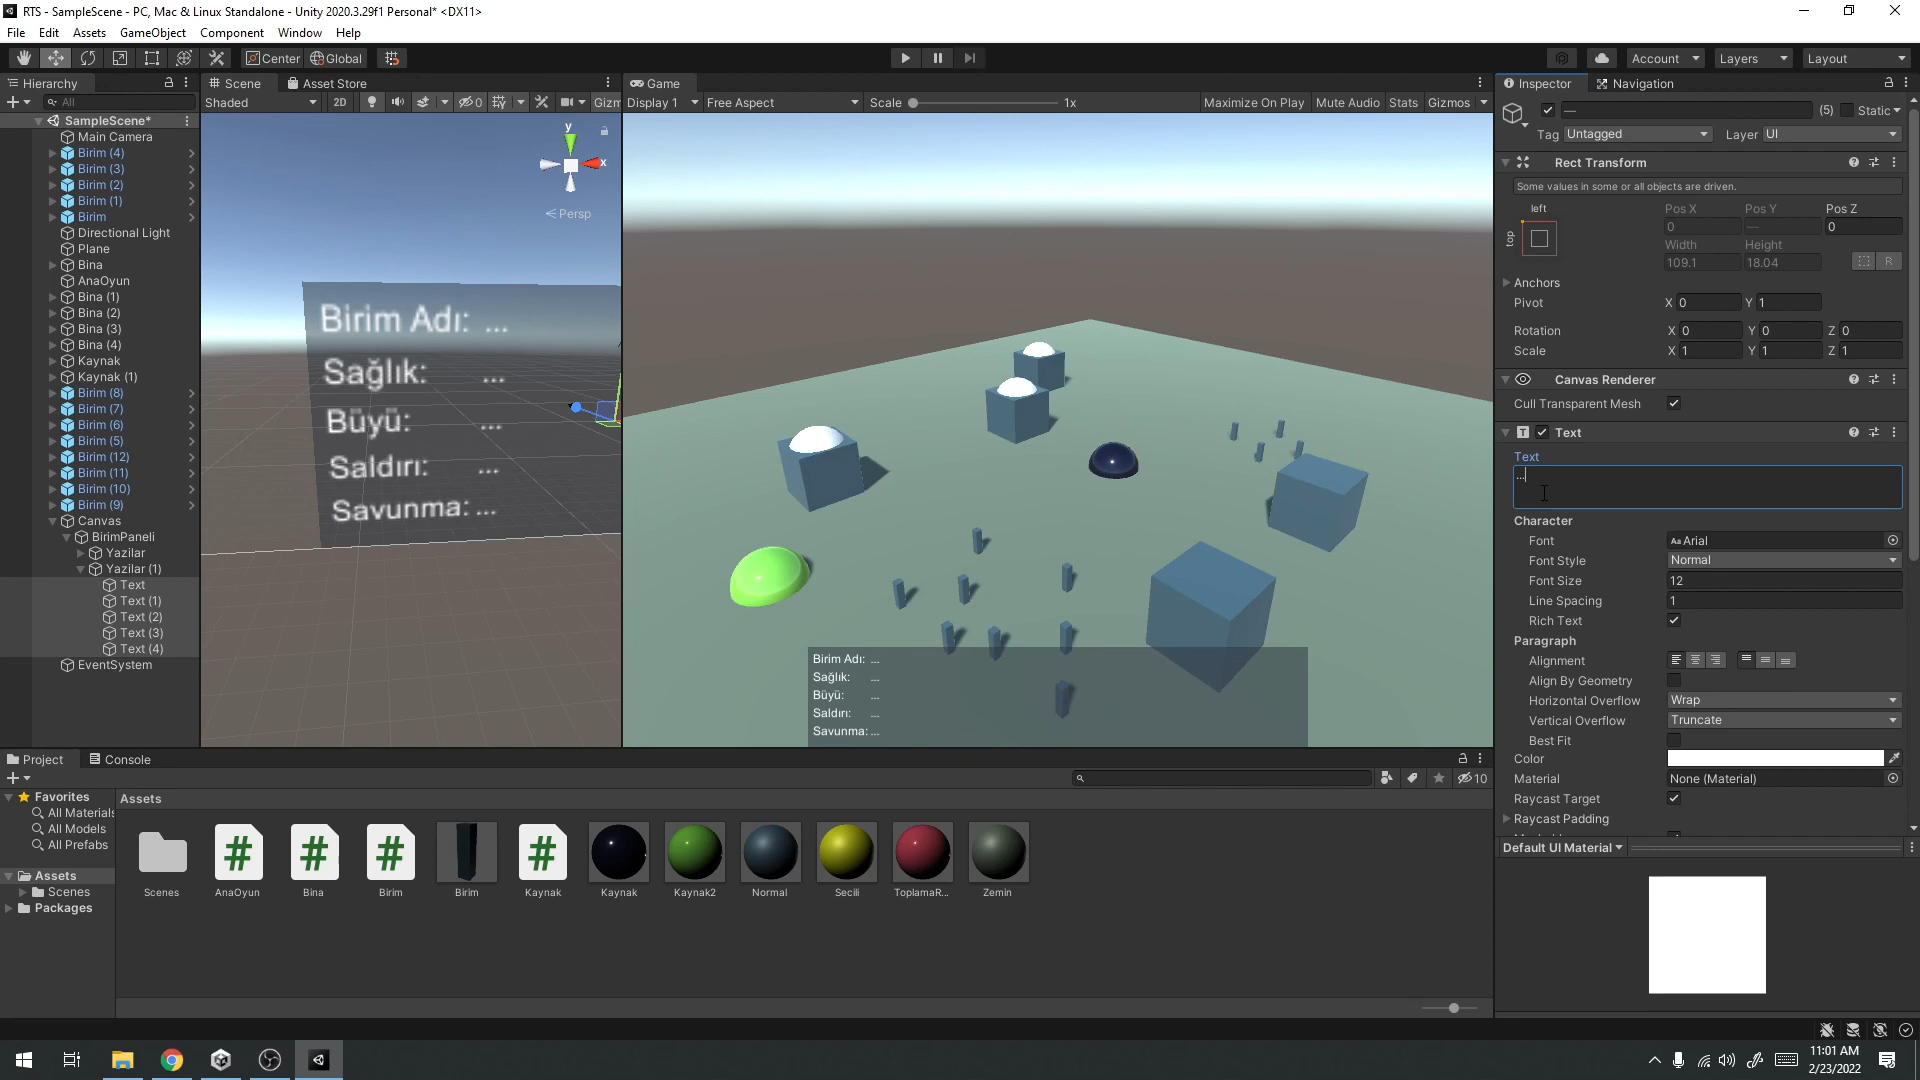 RTS - SampleScene - PC, Mac & Linux Standalone - Unity 2020.3.29f1 Personal* <DX11>
File Edit Assets GameObject Component Window Help
Center Global Account Layers Layout
Hierarchy
All
SampleScene*
Main Camera
Birim (4)
Birim (3)
Birim (2)
Birim (1)
Birim
Directional Light
Plane
Bina
AnaOyun
Bina (1)
Bina (2)
Bina (3)
Bina (4)
Kaynak
Kaynak (1)
Birim (8)
Birim (7)
Birim (6)
Birim (5)
Birim (12)
Birim (11)
Birim (10)
Birim (9)
Canvas
BirimPaneli
Yazilar
Yazilar (1)
Text
Text (1)
Text (2)
Text (3)
Text (4)
EventSystem
Scene Asset Store
Shaded 2D 0 Gizm
y
x
Persp
Birim Adı: ...
Sağlık: ...
Büyü: ...
Saldırı: ...
Savunma: ...
Game
Display 1 Free Aspect Scale 1x Maximize On Play Mute Audio Stats Gizmos
Birim Adı: ...
Sağlık: ...
Büyü: ...
Saldırı: ...
Savunma: ...
Inspector Navigation
— (5) Static
Tag Untagged Layer UI
Rect Transform
Some values in some or all objects are driven.
left Pos X Pos Y Pos Z
top 0 — 0
Width Height
109.1 18.04 R
Anchors
Pivot X 0 Y 1
Rotation X 0 Y 0 Z 0
Scale X 1 Y 1 Z 1
Canvas Renderer
Cull Transparent Mesh
Text
Text
...
Character
Font Arial
Font Style Normal
Font Size 12
Line Spacing 1
Rich Text
Paragraph
Alignment
Align By Geometry
Horizontal Overflow Wrap
Vertical Overflow Truncate
Best Fit
Color
Material None (Material)
Raycast Target
Raycast Padding
Default UI Material
Project Console
10
Favorites
All Materials
All Models
All Prefabs
Assets
Scenes
Packages
Assets
Scenes AnaOyun Bina Birim Birim Kaynak Kaynak Kaynak2 Normal Secili ToplamaR... Zemin
11:01 AM
2/23/2022